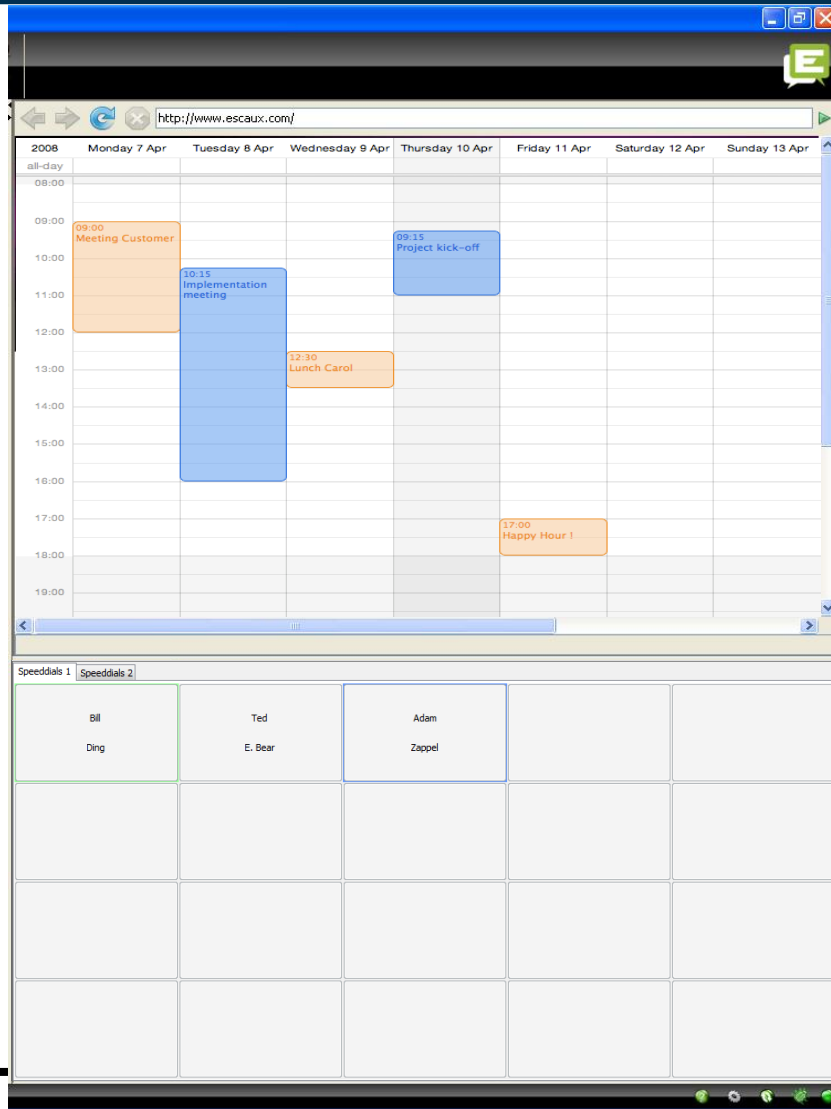 E
http://www.escaux.com/
2008 Monday 7 Apr Tuesday 8 Apr Wednesday 9 Apr Thursday 10 Apr Friday 11 Apr Saturday 12 Apr Sunday 13 Apr
all-day
08:00
09:00
09:00
Meeting Customer
09:15
Project kick-off
10:00
10:15
Implementation
meeting
11:00
12:00
12:30
Lunch Carol
13:00
14:00
15:00
16:00
17:00
17:00
Happy Hour !
18:00
19:00
Speeddials 1 Speeddials 2
Bill Ted Adam
Ding E. Bear Zappel